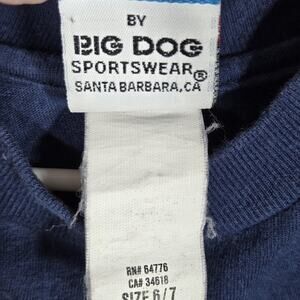 BY
BIG DOG
SPORTSWEAR®
SANTA BARBARA, CA
RN# 64776
CA# 34618
SIZE 6/7